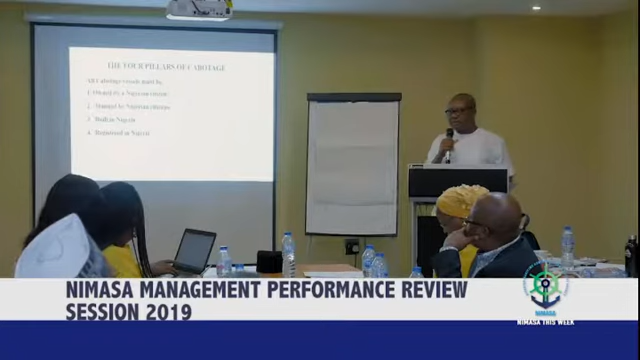 THE FOUR PILLARS OF CABOTAGE
All Cabotage vessels must be,
1. Owned by a Nigerian citizen;
2. Manned by Nigerian citizens
3. Built in Nigeria
4. Registered in Nigeria
NIMASA MANAGEMENT PERFORMANCE REVIEW
SESSION 2019
NIMASA
NIMASA THIS WEEK